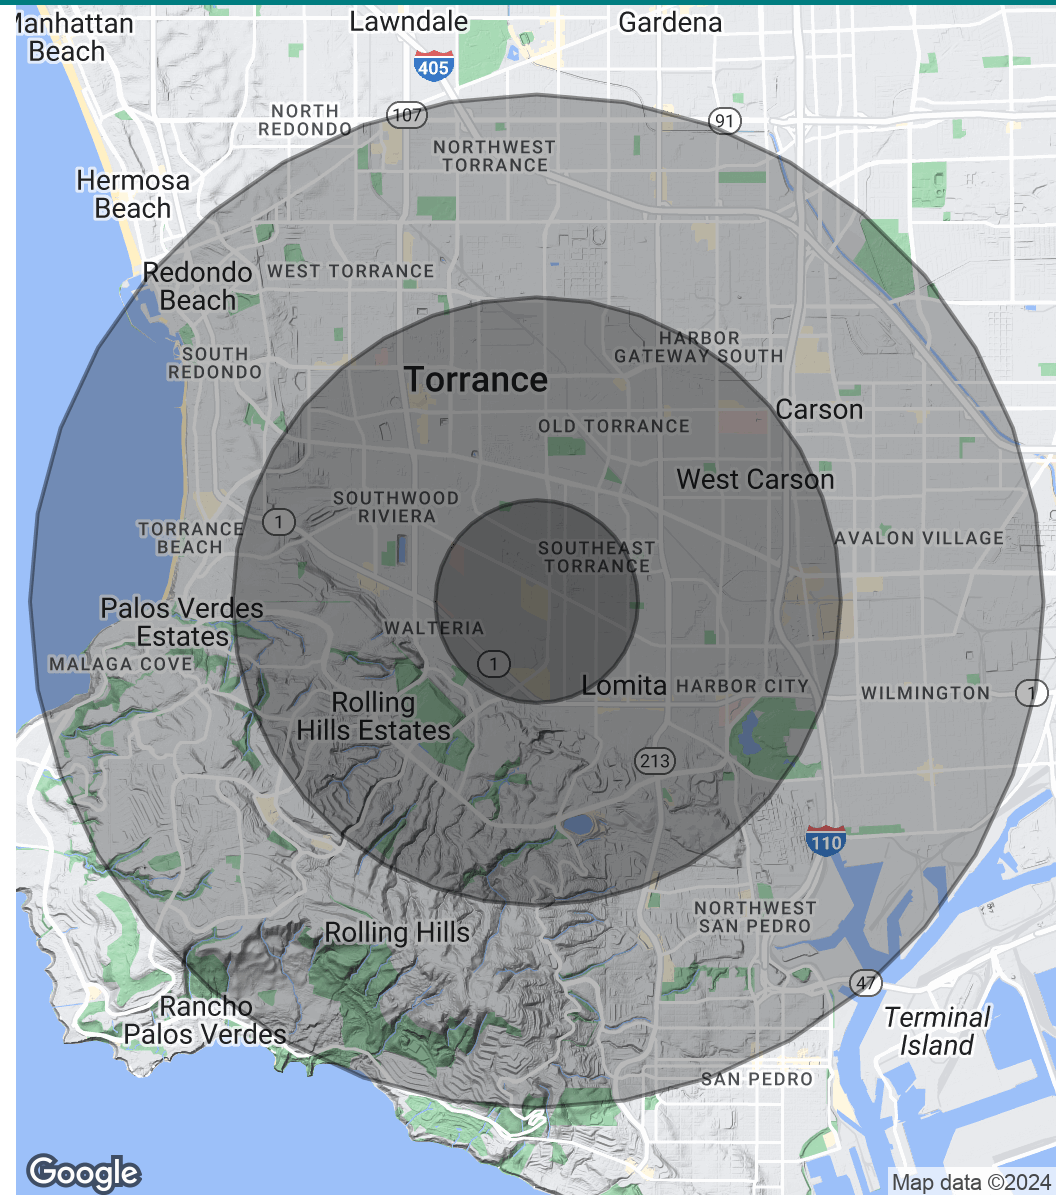 Manhattan
Beach
Lawndale
Gardena
405
107
91
NORTH
REDONDO
NORTHWEST
TORRANCE
Hermosa
Beach
Redondo
Beach
WEST TORRANCE
SOUTH
REDONDO
HARBOR
GATEWAY SOUTH
Torrance
Carson
OLD TORRANCE
West Carson
SOUTHWOOD
RIVIERA
1
TORRANCE
BEACH
AVALON VILLAGE
SOUTHEAST
TORRANCE
Palos Verdes
Estates
WALTERIA
MALAGA COVE
1
Lomita
HARBOR CITY
WILMINGTON
1
Rolling
Hills Estates
213
110
NORTHWEST
SAN PEDRO
Rolling Hills
47
Rancho
Palos Verdes
Terminal
Island
SAN PEDRO
Google
Map data ©2024